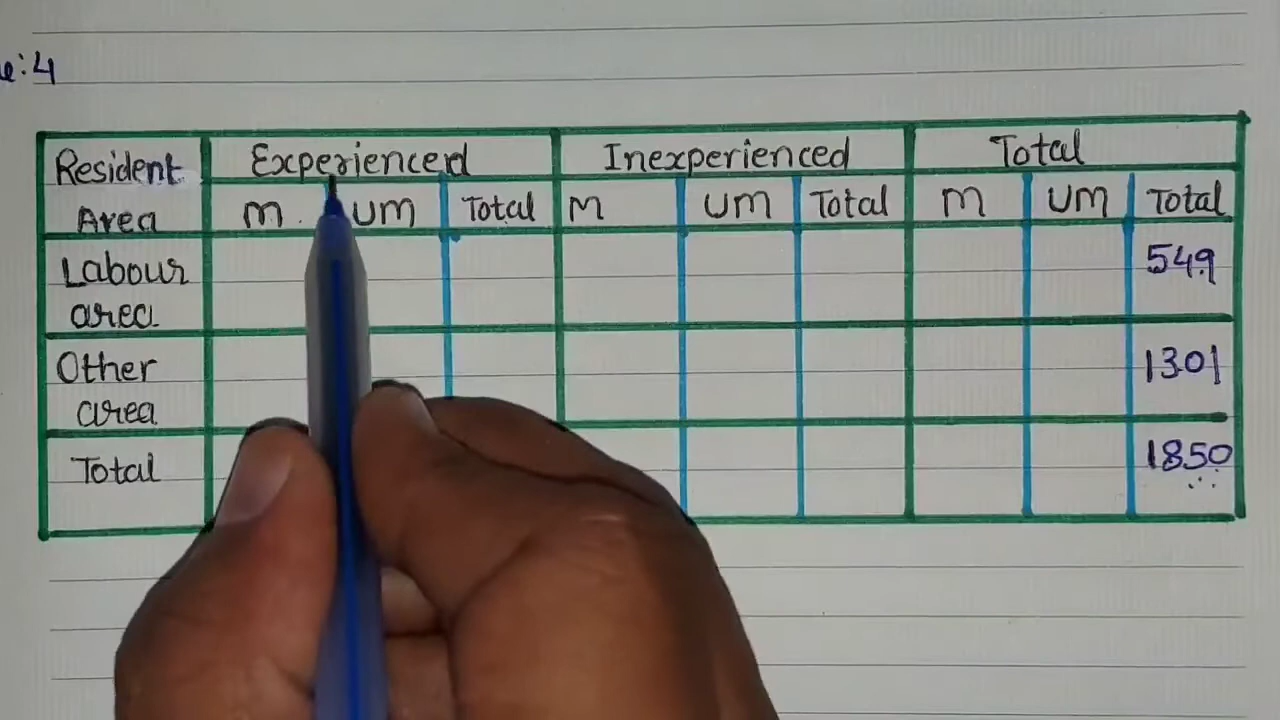 e:4
Resident Area Experienced Inexperienced Total
M UM Total M UM Total M UM Total
Labour area 549
Other area 1301
Total 1850